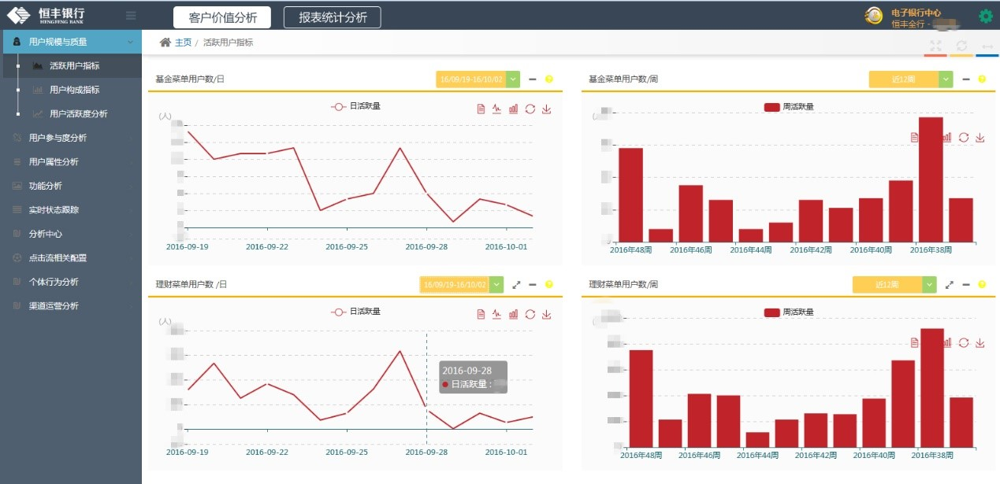 恒丰银行
HENGFENG BANK
客户价值分析
报表统计分析
电子银行中心
恒丰全行 -
用户规模与质量
活跃用户指标
用户构成指标
用户活跃度分析
用户参与度分析
用户属性分析
功能分析
实时状态跟踪
分析中心
点击流相关配置
个体行为分析
渠道运营分析
主页 / 活跃用户指标
基金菜单用户数/日
16/09/19-16/10/02
日活跃量
(人)
2016-09-19 2016-09-22 2016-09-25 2016-09-28 2016-10-01
基金菜单用户数/周
近12周
周活跃量
2016年48周 2016年46周 2016年44周 2016年42周 2016年40周 2016年38周
理财菜单用户数 /日
16/09/19-16/10/02
日活跃量
(人)
2016-09-28
日活跃量 :
2016-09-19 2016-09-22 2016-09-25 2016-09-28 2016-10-01
理财菜单用户数/周
近12周
周活跃量
2016年48周 2016年46周 2016年44周 2016年42周 2016年40周 2016年38周